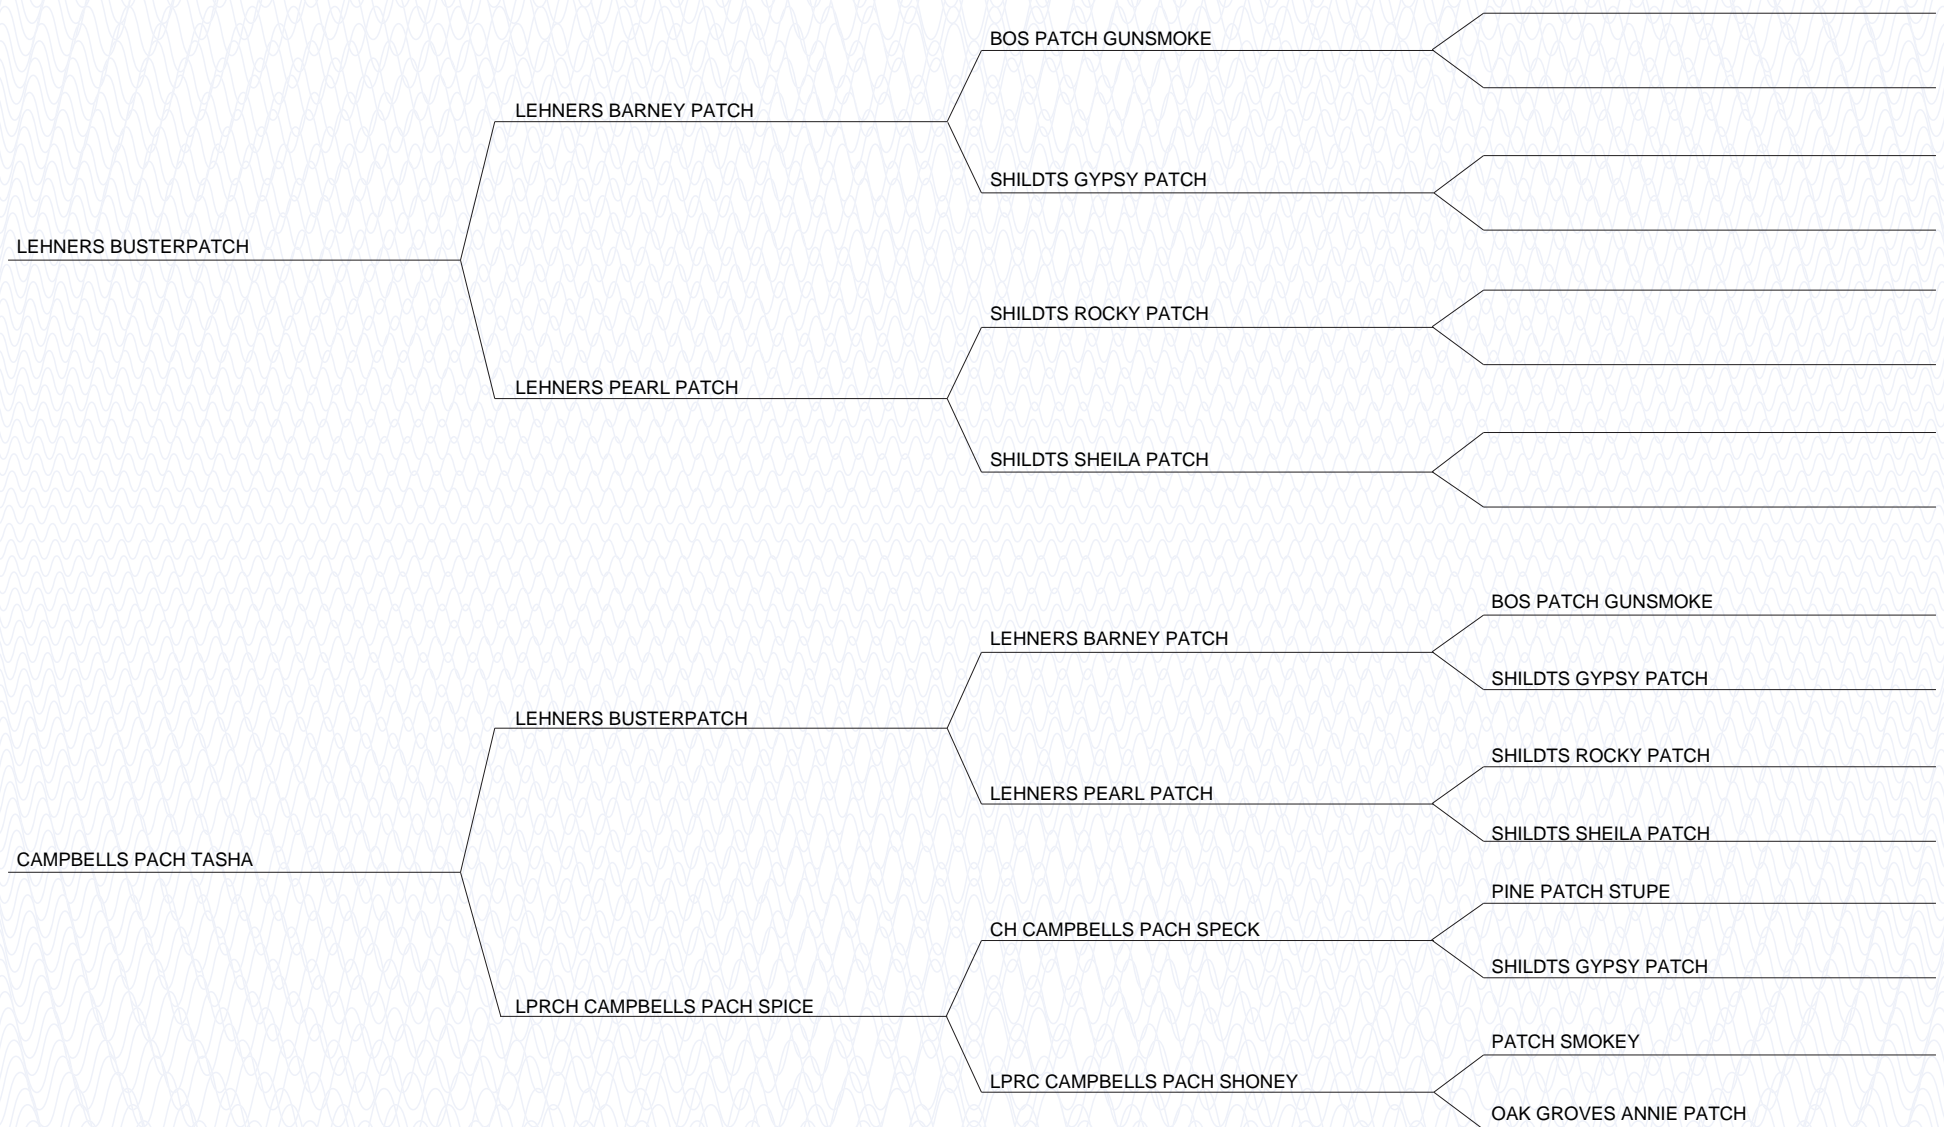 BOS PATCH GUNSMOKE
LEHNERS BARNEY PATCH
SHILDTS GYPSY PATCH
LEHNERS BUSTERPATCH
SHILDTS ROCKY PATCH
LEHNERS PEARL PATCH
SHILDTS SHEILA PATCH
BOS PATCH GUNSMOKE
LEHNERS BARNEY PATCH
SHILDTS GYPSY PATCH
LEHNERS BUSTERPATCH
SHILDTS ROCKY PATCH
LEHNERS PEARL PATCH
SHILDTS SHEILA PATCH
CAMPBELLS PACH TASHA
PINE PATCH STUPE
CH CAMPBELLS PACH SPECK
SHILDTS GYPSY PATCH
LPRCH CAMPBELLS PACH SPICE
PATCH SMOKEY
LPRC CAMPBELLS PACH SHONEY
OAK GROVES ANNIE PATCH